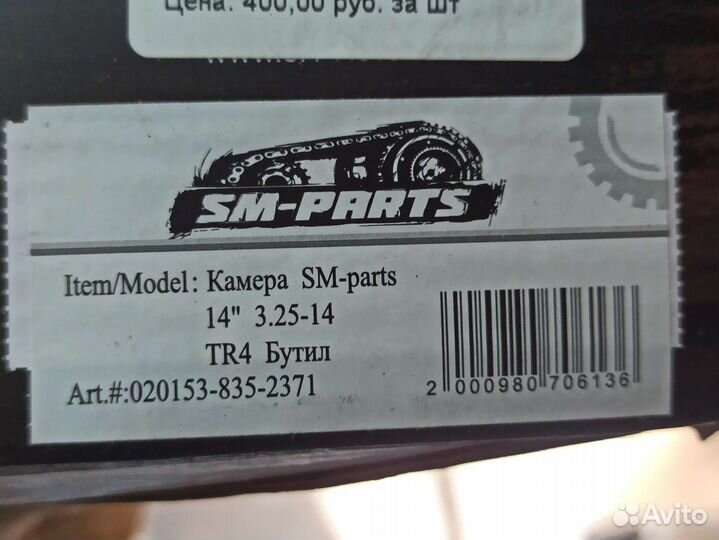 Цена: 400,00 руб. за шт
SM-PARTS
Item/Model: Камера SM-parts
14" 3.25-14
TR4 Бутил
Art.#:020153-835-2371
2 000980 706136
Avito